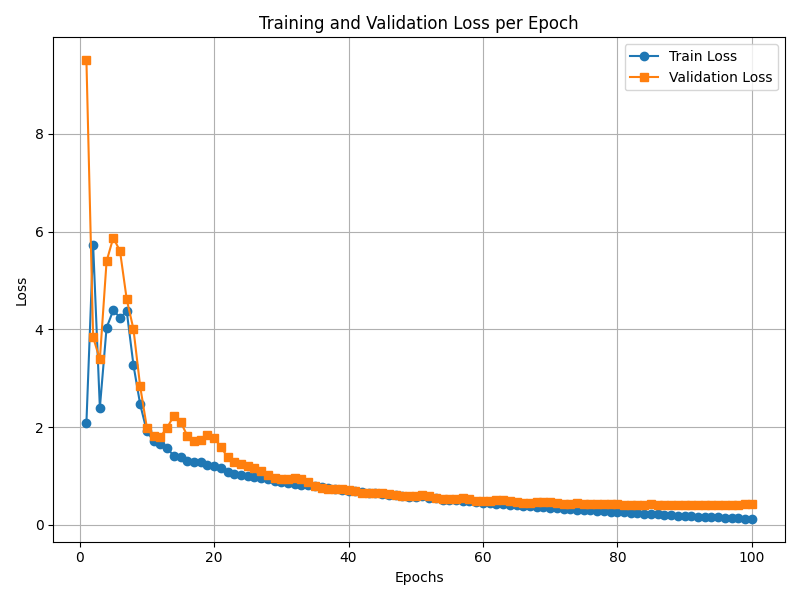 Training and Validation Loss per Epoch
Train Loss
Validation Loss
8
6
4
2
0
Loss
0 20 40 60 80 100
Epochs